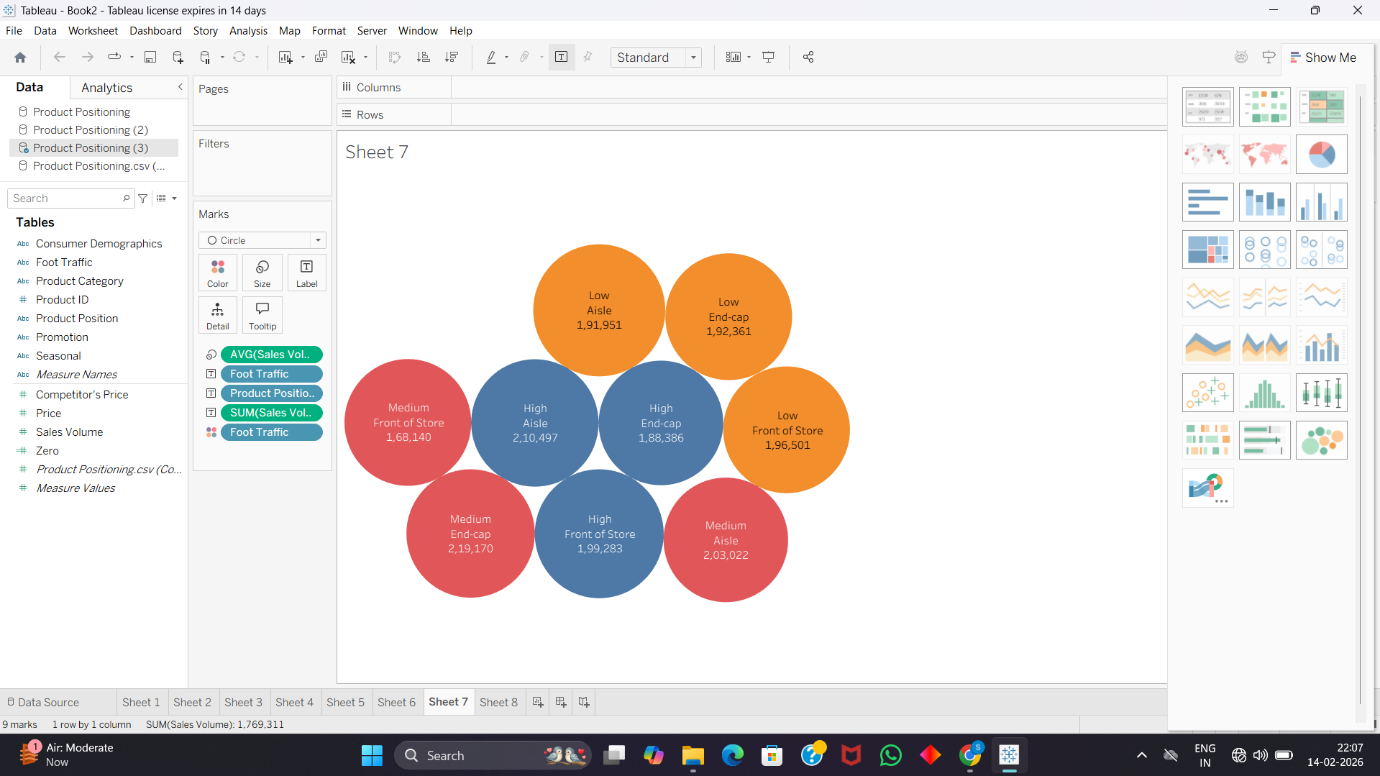 Tableau - Book2 - Tableau license expires in 14 days
File Data Worksheet Dashboard Story Analysis Map Format Server Window Help
Standard
Show Me
Data Analytics
Product Positioning
Product Positioning (2)
Product Positioning (3)
Product Positioning.csv (...
Search
Tables
Abc Consumer Demographics
Abc Foot Traffic
Abc Product Category
# Product ID
Abc Product Position
Abc Promotion
Abc Seasonal
Abc Measure Names
# Competitor's Price
# Price
# Sales Volume
=# Zero
# Product Positioning.csv (Co...
# Measure Values
Pages
Filters
Marks
Circle
Color Size Label
Detail Tooltip
AVG(Sales Vol..
Foot Traffic
Product Positio..
SUM(Sales Vol..
Foot Traffic
Columns
Rows
Sheet 7
Low
Aisle
1,91,951
Low
End-cap
1,92,361
Medium
Front of Store
1,68,140
High
Aisle
2,10,497
High
End-cap
1,88,386
Low
Front of Store
1,96,501
Medium
End-cap
2,19,170
High
Front of Store
1,99,283
Medium
Aisle
2,03,022
Data Source Sheet 1 Sheet 2 Sheet 3 Sheet 4 Sheet 5 Sheet 6 Sheet 7 Sheet 8
9 marks 1 row by 1 column SUM(Sales Volume): 1,769,311
1
Air: Moderate
Now
Search
S
ENG
IN
22:07
14-02-2026